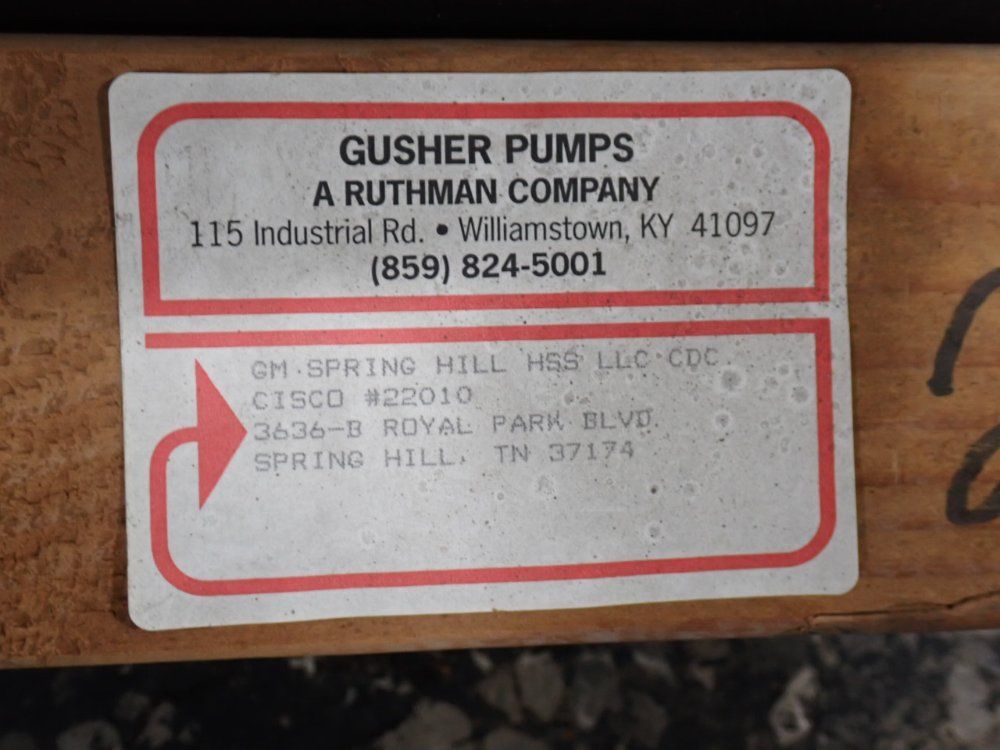 GUSHER PUMPS
A RUTHMAN COMPANY
115 Industrial Rd. • Williamstown, KY 41097
(859) 824-5001
GM SPRING HILL HSS LLC CDC
CISCO #22010
3636-B ROYAL PARK BLVD.
SPRING HILL, TN 37174